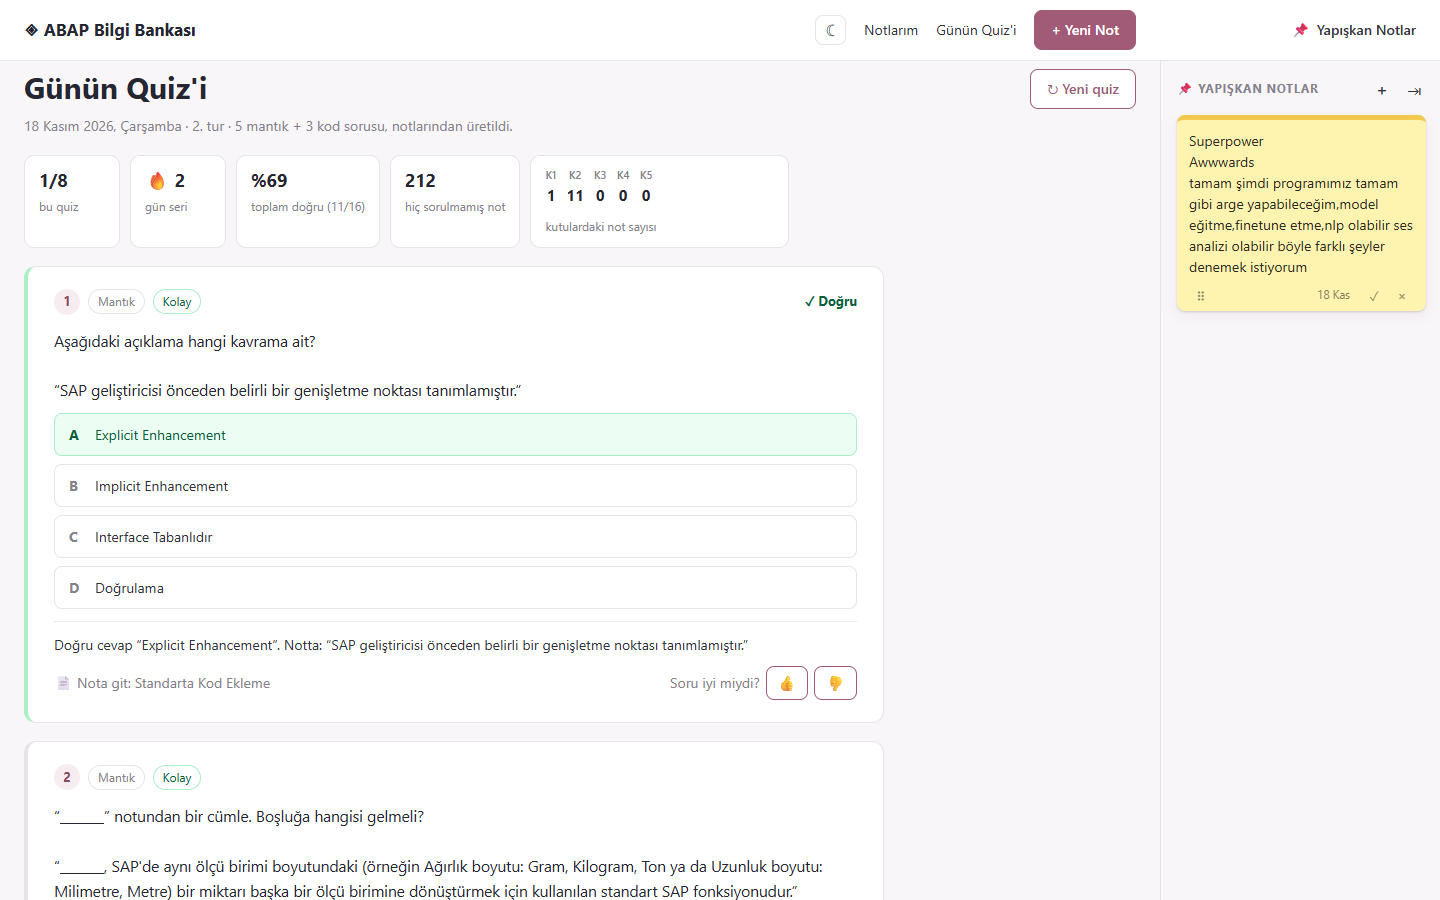 ◈ ABAP Bilgi Bankası
☾
Notlarım
Günün Quiz'i
+ Yeni Not
📌 Yapışkan Notlar
Günün Quiz'i
↻ Yeni quiz
18 Kasım 2026, Çarşamba · 2. tur · 5 mantık + 3 kod sorusu, notlarından üretildi.
1/8
bu quiz
🔥 2
gün seri
%69
toplam doğru (11/16)
212
hiç sorulmamış not
K1 K2 K3 K4 K5
1 11 0 0 0
kutulardaki not sayısı
1 Mantık Kolay
✓ Doğru
Aşağıdaki açıklama hangi kavrama ait?
“SAP geliştiricisi önceden belirli bir genişletme noktası tanımlamıştır.”
A Explicit Enhancement
B Implicit Enhancement
C Interface Tabanlıdır
D Doğrulama
Doğru cevap “Explicit Enhancement”. Notta: “SAP geliştiricisi önceden belirli bir genişletme noktası tanımlamıştır.”
📄 Nota git: Standarta Kod Ekleme
Soru iyi miydi? 👍 👎
2 Mantık Kolay
“______” notundan bir cümle. Boşluğa hangisi gelmeli?
“______, SAP'de aynı ölçü birimi boyutundaki (örneğin Ağırlık boyutu: Gram, Kilogram, Ton ya da Uzunluk boyutu:
Milimetre, Metre) bir miktarı başka bir ölçü birimine dönüştürmek için kullanılan standart SAP fonksiyonudur.”
📌 YAPIŞKAN NOTLAR
+ ⇥
Superpower
Awwwards
tamam şimdi programımız tamam
gibi arge yapabileceğim,model
eğitme,finetune etme,nlp olabilir ses
analizi olabilir böyle farklı şeyler
denemek istiyorum
⠿ 18 Kas ✓ ×